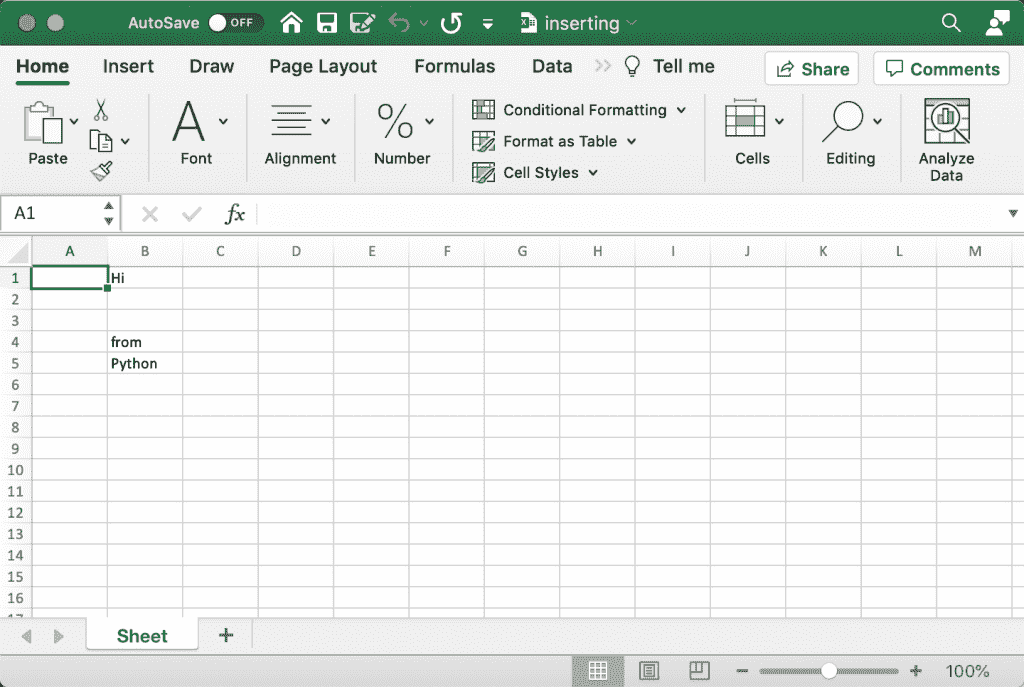 AutoSave OFF inserting
Home Insert Draw Page Layout Formulas Data Tell me Share Comments
Paste Font Alignment Number Conditional Formatting Format as Table Cell Styles Cells Editing Analyze Data
A1 fx
A B C D E F G H I J K L M
1 Hi
2
3
4 from
5 Python
6
7
8
9
10
11
12
13
14
15
16
17
Sheet
100%